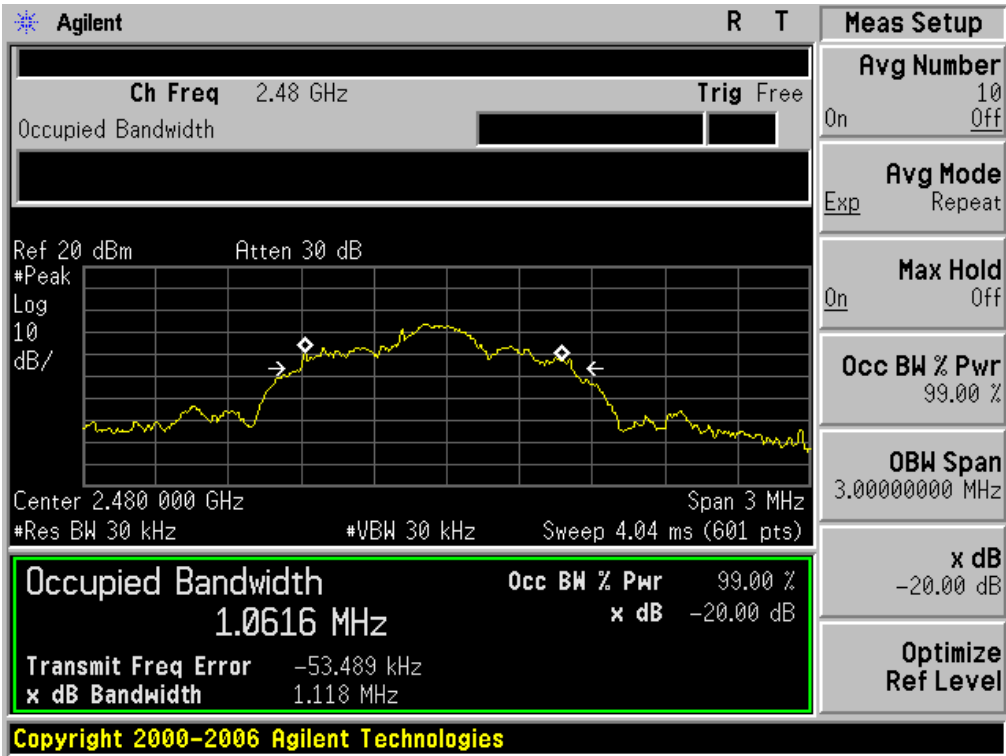 Agilent R T
Ch Freq 2.48 GHz Trig Free
Occupied Bandwidth
Ref 20 dBm Atten 30 dB
#Peak
Log
10
dB/
Center 2.480 000 GHz Span 3 MHz
#Res BW 30 kHz #VBW 30 kHz Sweep 4.04 ms (601 pts)
Occupied Bandwidth
1.0616 MHz
Occ BW % Pwr 99.00 %
x dB -20.00 dB
Transmit Freq Error -53.489 kHz
x dB Bandwidth 1.118 MHz
Copyright 2000-2006 Agilent Technologies
Meas Setup
Avg Number
10
On Off
Avg Mode
Exp Repeat
Max Hold
On Off
Occ BW % Pwr
99.00 %
OBW Span
3.00000000 MHz
x dB
-20.00 dB
Optimize
Ref Level